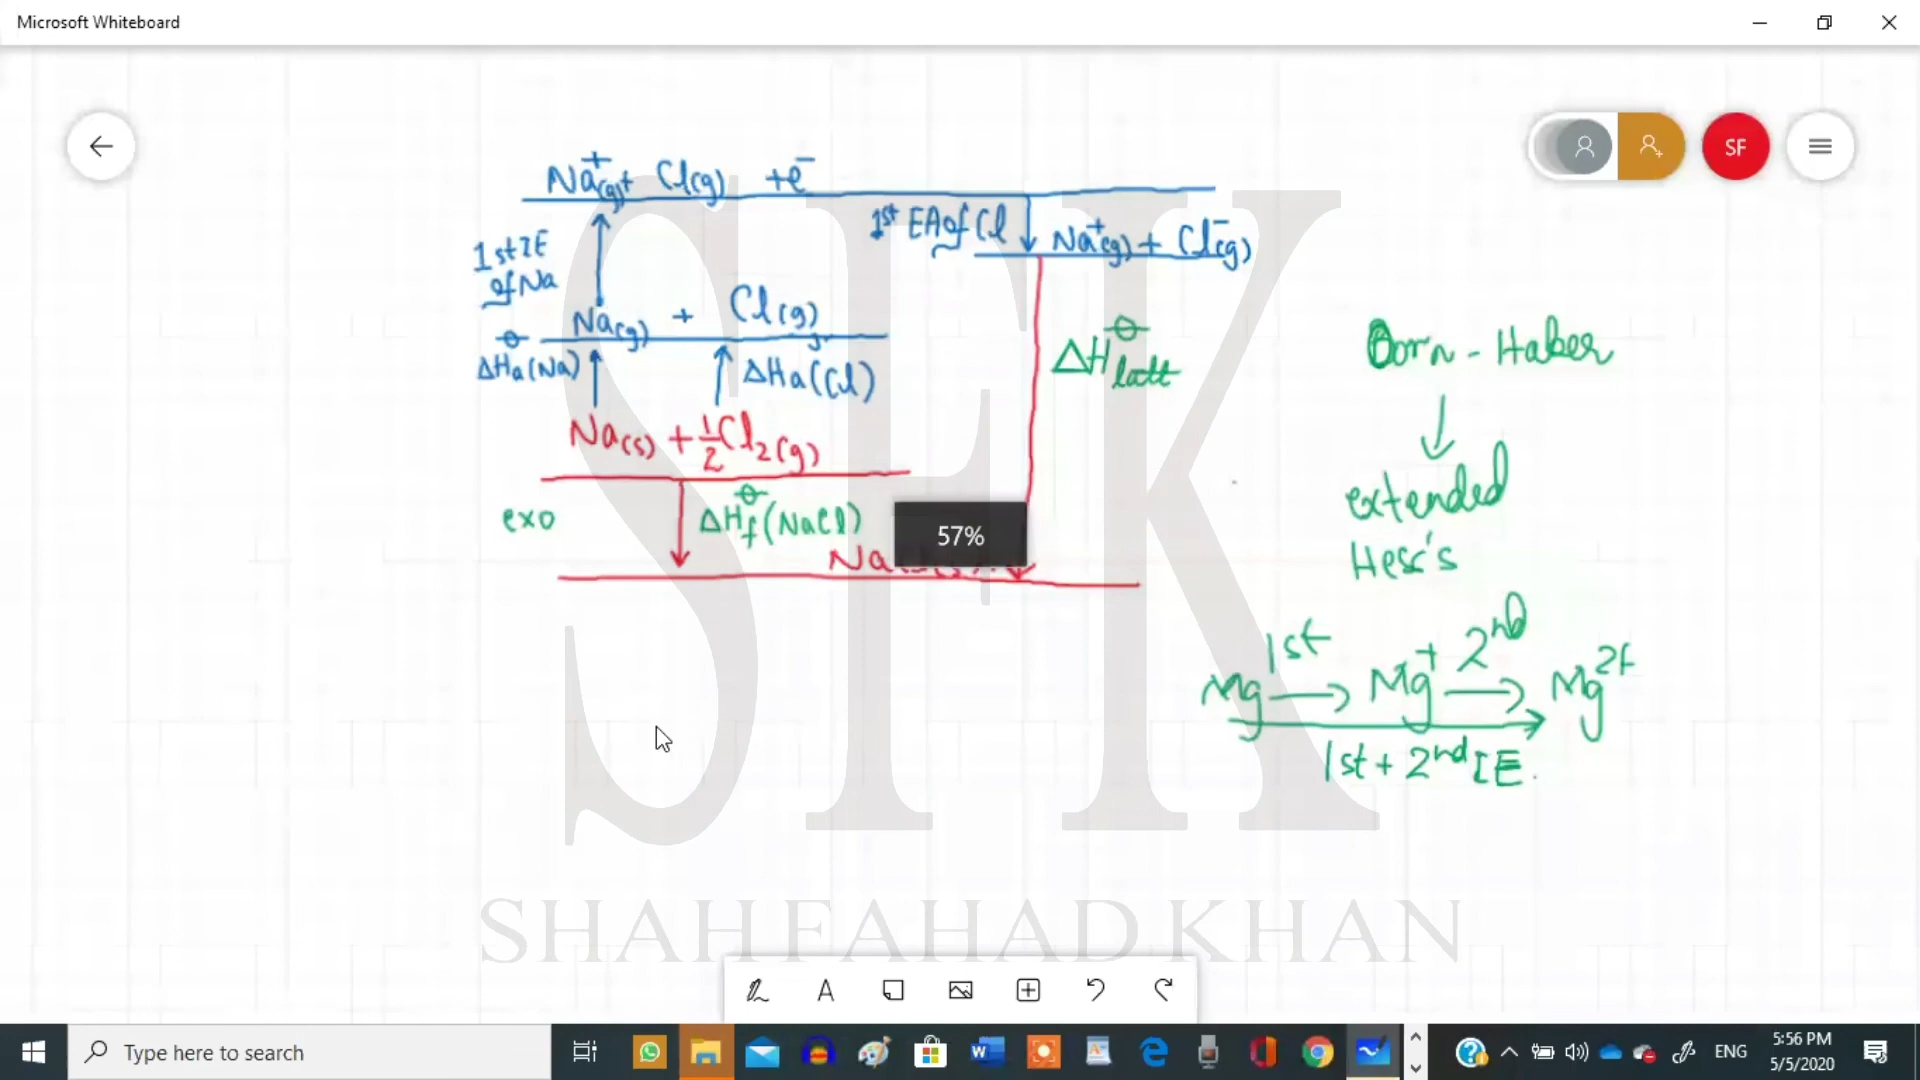 Microsoft Whiteboard
SF
Na⁺(g) + Cl(g) + e⁻
1st EA of Cl
Na⁺(g) + Cl⁻(g)
1st IE
of Na
Na(g) + Cl(g)
ΔHa(Na)
ΔHa(Cl)
ΔH⦵latt
Na(s) + ½Cl₂(g)
exo
ΔH⦵f(NaCl)
57%
Na
Born - Haber
↓
extended
Hess's
1st 2nd
Mg → Mg⁺ → Mg²⁺
1st + 2nd IE.
SFK
SHAHFAHAD KHAN
Type here to search
ENG
5:56 PM
5/5/2020